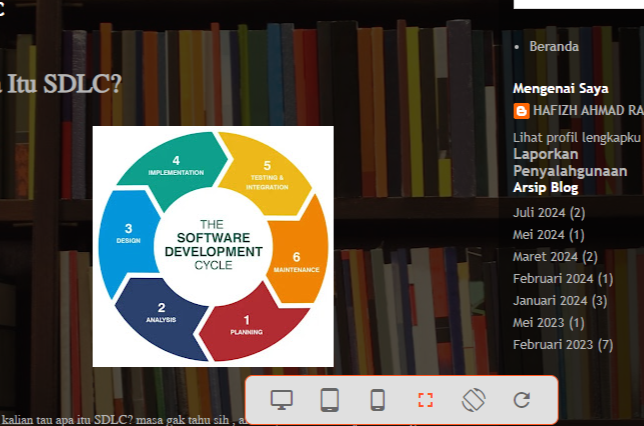 Itu SDLC?
4
IMPLEMENTATION
5
TESTING &
INTEGRATION
3
DESIGN
THE
SOFTWARE
DEVELOPMENT
CYCLE
6
MAINTENANCE
2
ANALYSIS
1
PLANNING
kalian tau apa itu SDLC? masa gak tahu sih ,
Beranda
Mengenai Saya
HAFIZH AHMAD RA
Lihat profil lengkapku
Laporkan
Penyalahgunaan
Arsip Blog
Juli 2024 (2)
Mei 2024 (1)
Maret 2024 (2)
Februari 2024 (1)
Januari 2024 (3)
Mei 2023 (1)
Februari 2023 (7)